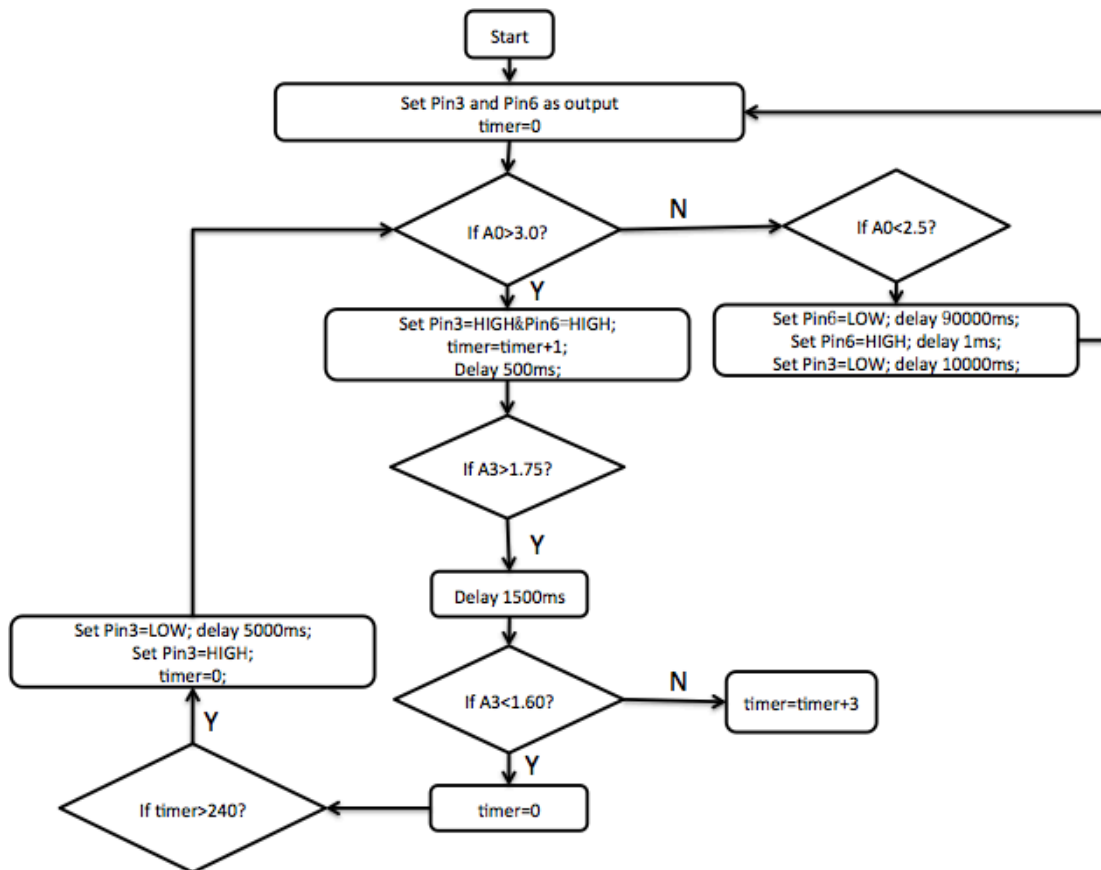 Start
Set Pin3 and Pin6 as output
timer=0
If A0>3.0?
N
If A0<2.5?
Y
Set Pin3=HIGH&Pin6=HIGH;
timer=timer+1;
Delay 500ms;
Set Pin6=LOW; delay 90000ms;
Set Pin6=HIGH; delay 1ms;
Set Pin3=LOW; delay 10000ms;
If A3>1.75?
Y
Delay 1500ms
Set Pin3=LOW; delay 5000ms;
Set Pin3=HIGH;
timer=0;
If A3<1.60?
N
timer=timer+3
Y
Y
timer=0
If timer>240?